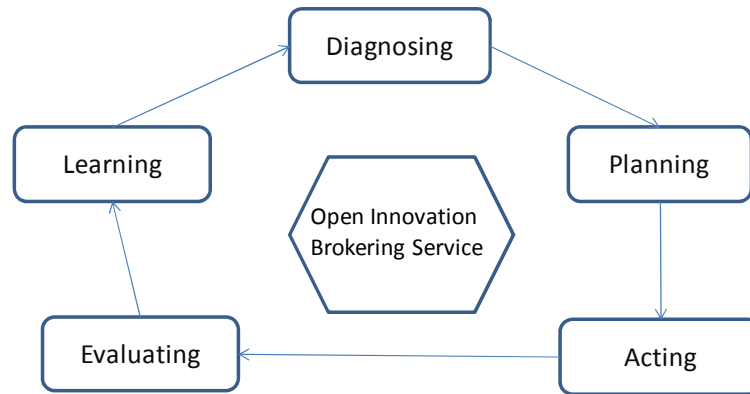 Diagnosing
Learning
Planning
Open Innovation
Brokering Service
Evaluating
Acting